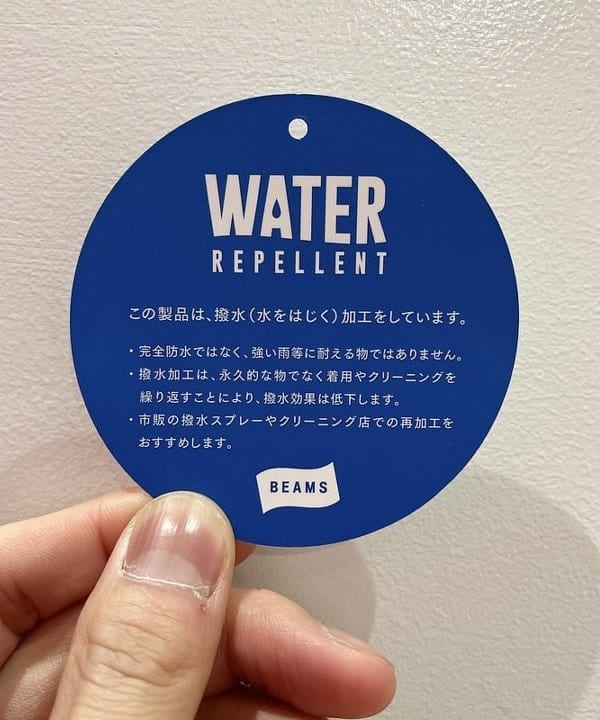 WATER
REPELLENT
この製品は、撥水（水をはじく）加工をしています。
・完全防水ではなく、強い雨等に耐える物ではありません。
・撥水加工は、永久的な物でなく着用やクリーニングを
繰り返すことにより、撥水効果は低下します。
・市販の撥水スプレーやクリーニング店での再加工を
おすすめします。
BEAMS